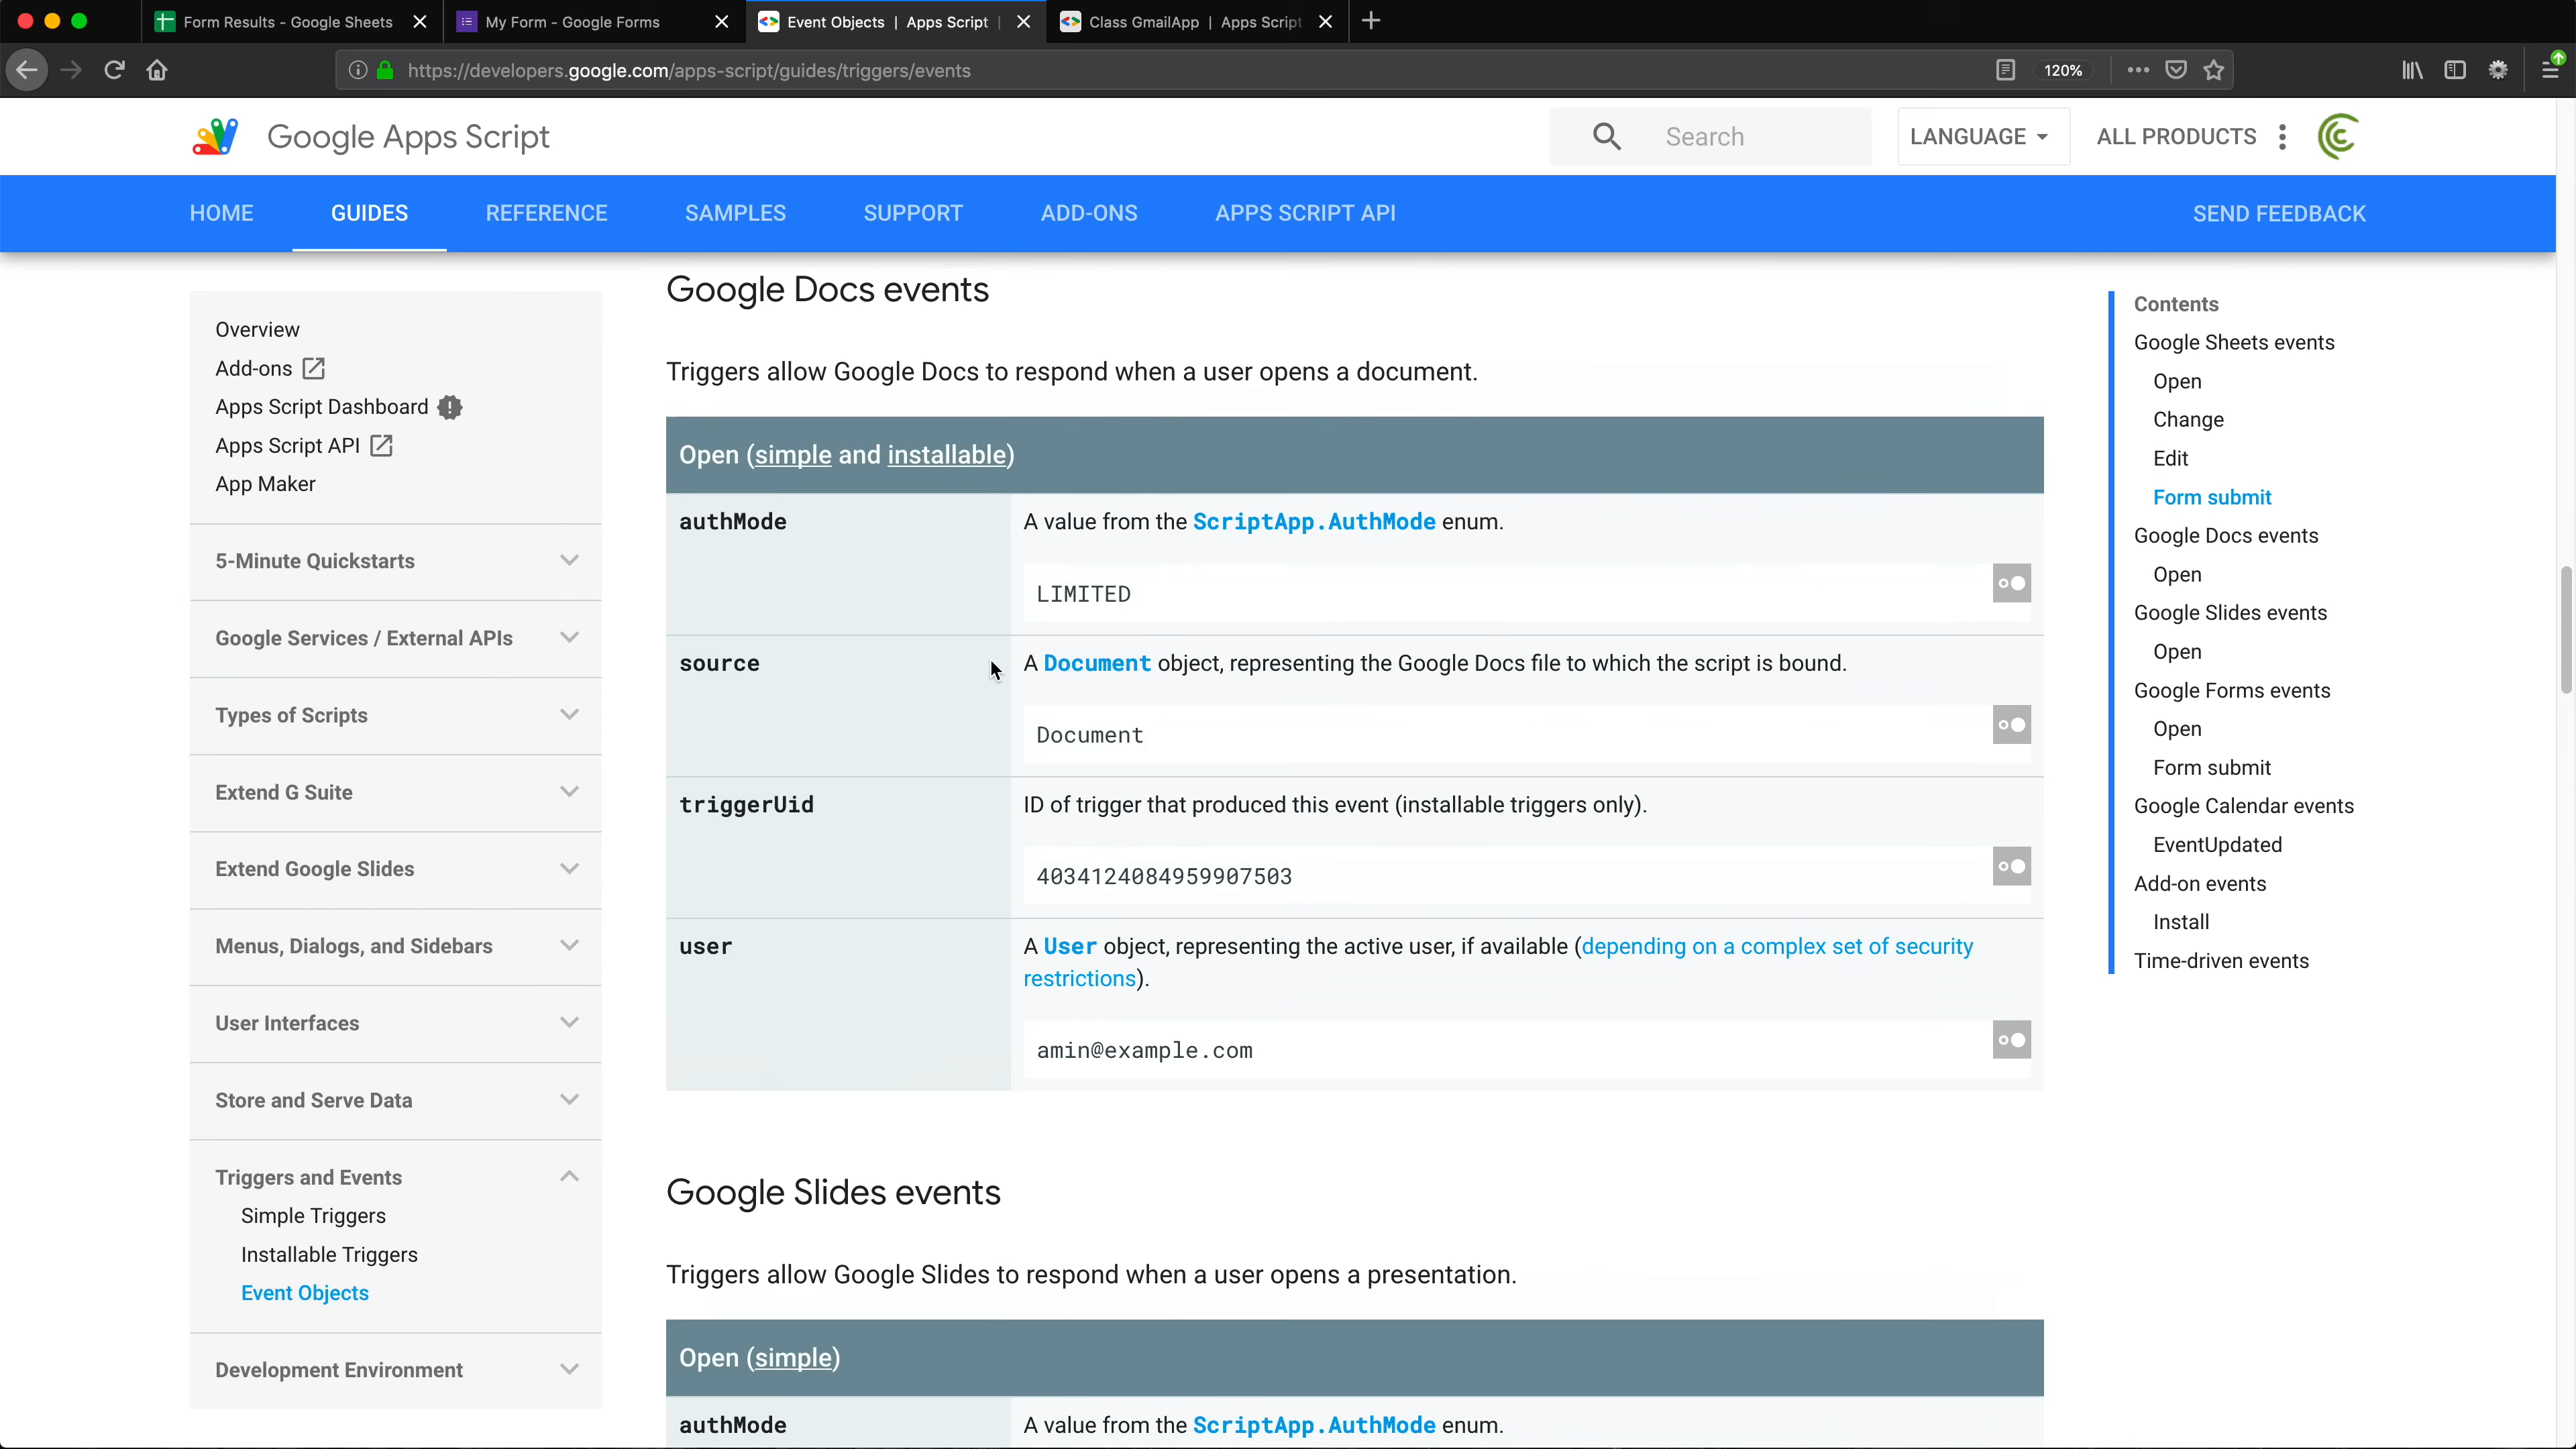 Form Results - Google Sheets
My Form - Google Forms
Event Objects | Apps Script |
Class GmailApp | Apps Script
https://developers.google.com/apps-script/guides/triggers/events
120%
Google Apps Script
Search
LANGUAGE
ALL PRODUCTS
HOME
GUIDES
REFERENCE
SAMPLES
SUPPORT
ADD-ONS
APPS SCRIPT API
SEND FEEDBACK
Overview
Add-ons
Apps Script Dashboard
Apps Script API
App Maker
5-Minute Quickstarts
Google Services / External APIs
Types of Scripts
Extend G Suite
Extend Google Slides
Menus, Dialogs, and Sidebars
User Interfaces
Store and Serve Data
Triggers and Events
Simple Triggers
Installable Triggers
Event Objects
Development Environment
Google Docs events
Triggers allow Google Docs to respond when a user opens a document.
Open (simple and installable)
authMode
A value from the ScriptApp.AuthMode enum.
LIMITED
source
A Document object, representing the Google Docs file to which the script is bound.
Document
triggerUid
ID of trigger that produced this event (installable triggers only).
4034124084959907503
user
A User object, representing the active user, if available (depending on a complex set of security
restrictions).
amin@example.com
Google Slides events
Triggers allow Google Slides to respond when a user opens a presentation.
Open (simple)
authMode
A value from the ScriptApp.AuthMode enum.
Contents
Google Sheets events
Open
Change
Edit
Form submit
Google Docs events
Open
Google Slides events
Open
Google Forms events
Open
Form submit
Google Calendar events
EventUpdated
Add-on events
Install
Time-driven events